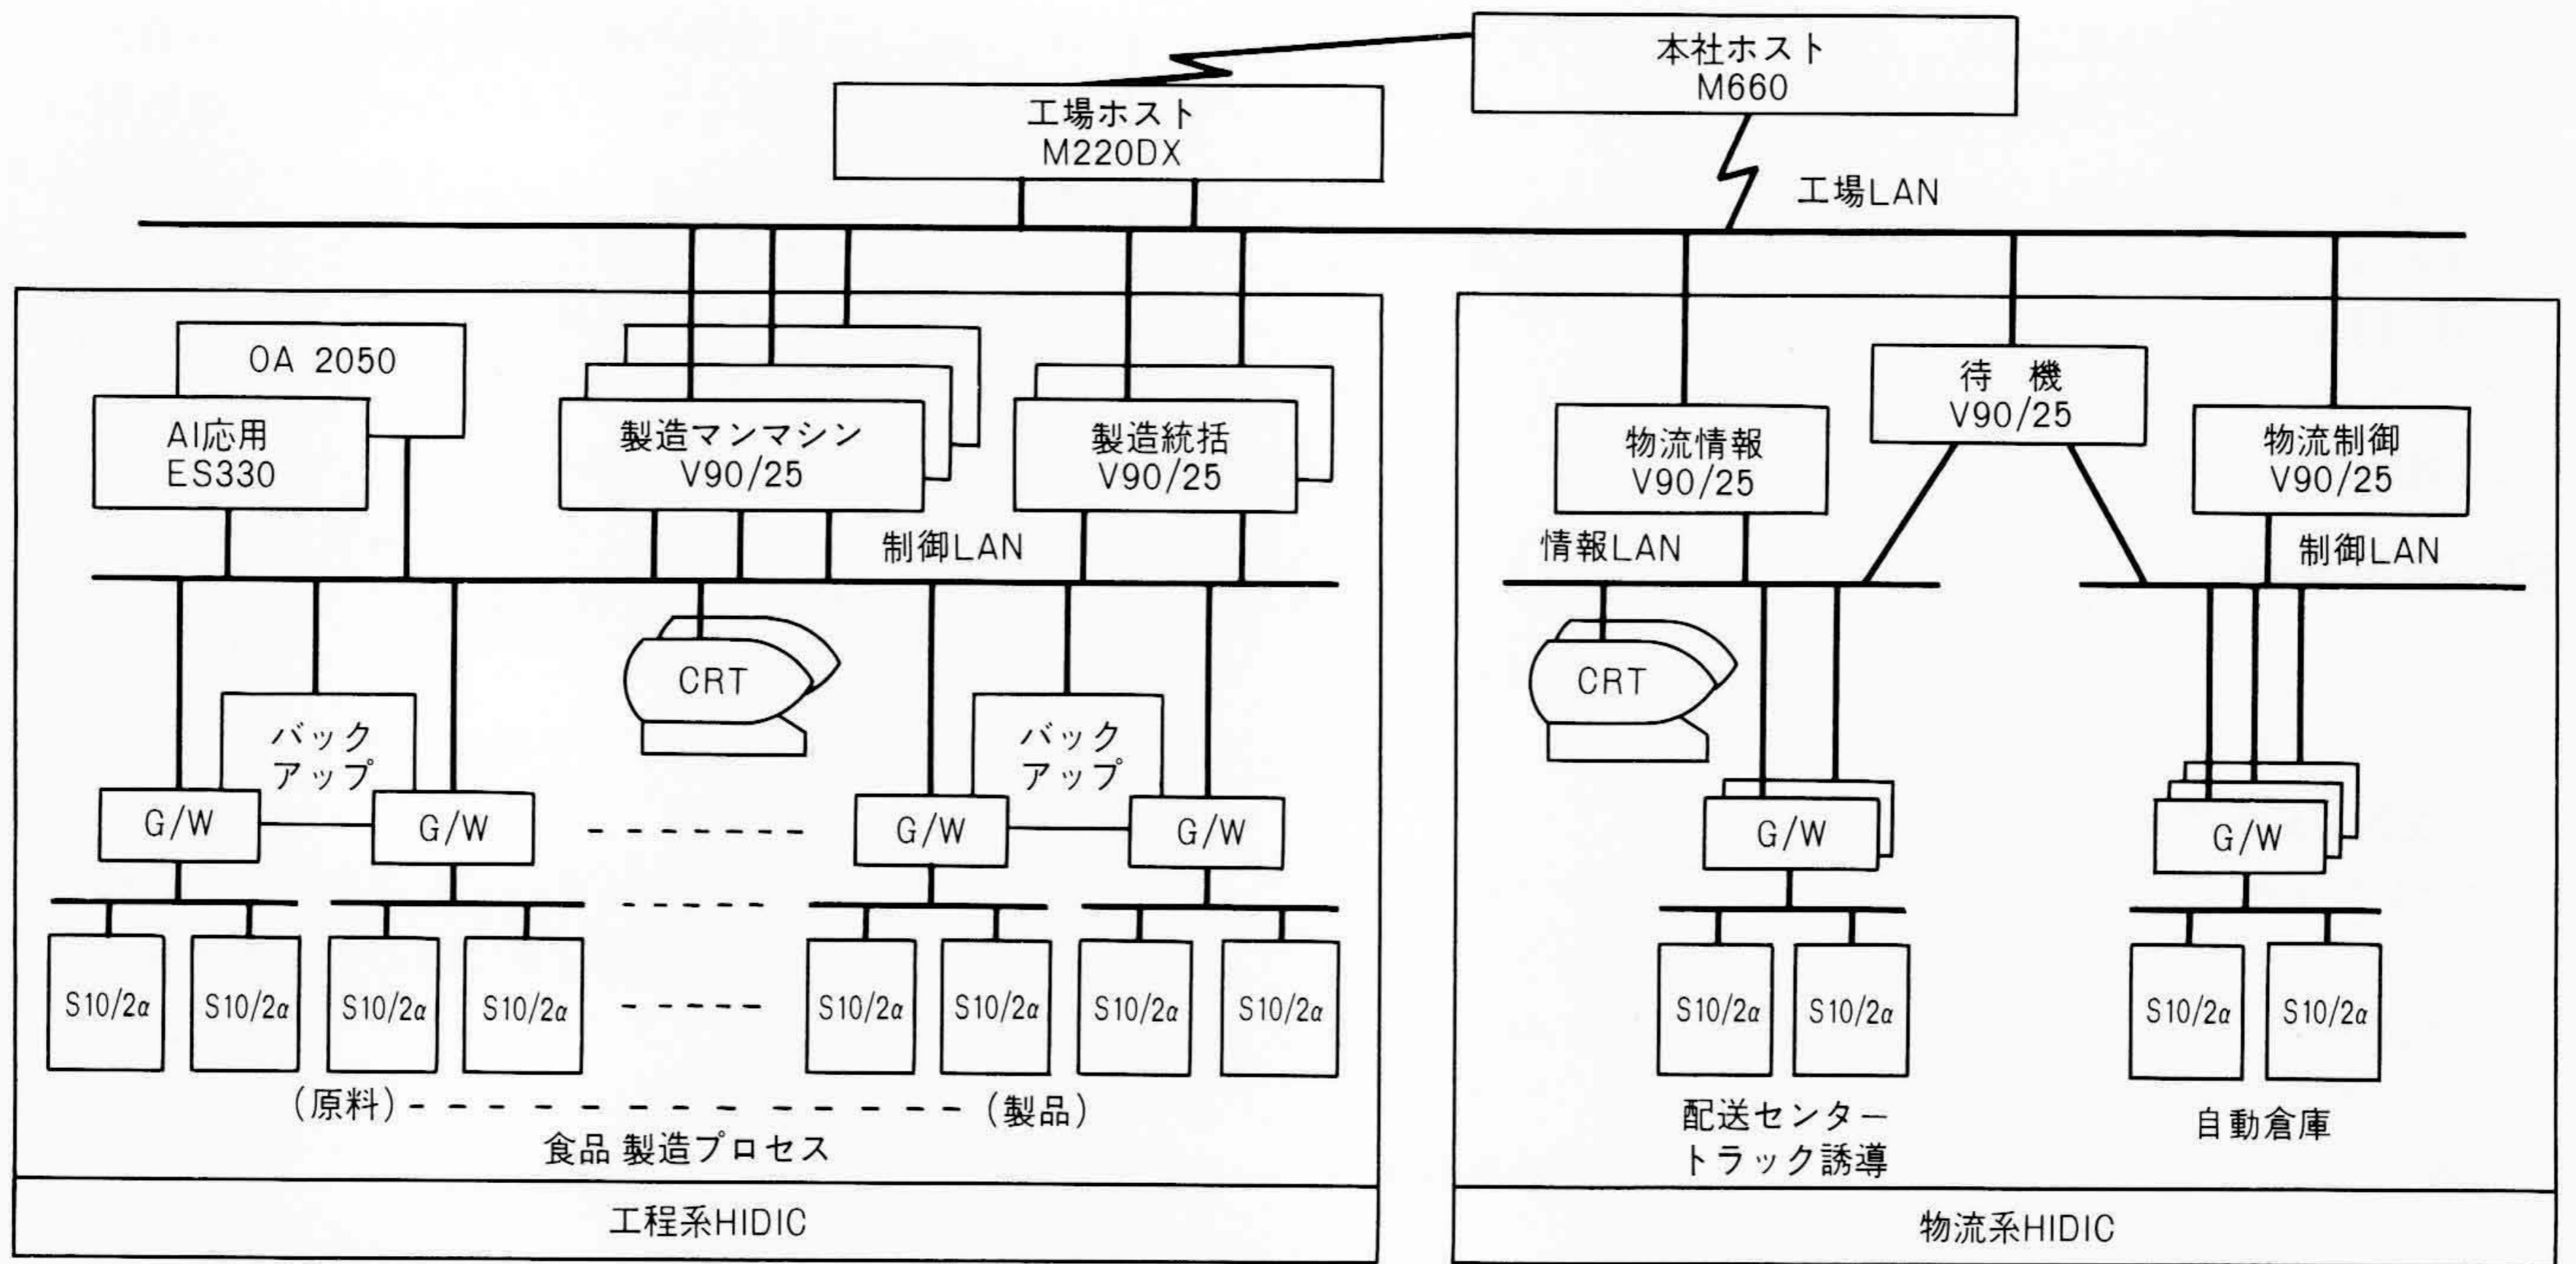 本社ホスト
M660
工場ホスト
M220DX
工場LAN
OA 2050
AI応用
ES330
製造マンマシン
V90/25
製造統括
V90/25
制御LAN
待 機
V90/25
物流情報
V90/25
物流制御
V90/25
情報LAN
制御LAN
CRT
CRT
バック
アップ
バック
アップ
G/W
G/W
G/W
G/W
G/W
G/W
S10/2α
S10/2α
S10/2α
S10/2α
S10/2α
S10/2α
S10/2α
S10/2α
S10/2α
S10/2α
S10/2α
S10/2α
(原料)
(製品)
食品 製造プロセス
配送センター
トラック誘導
自動倉庫
工程系HIDIC
物流系HIDIC